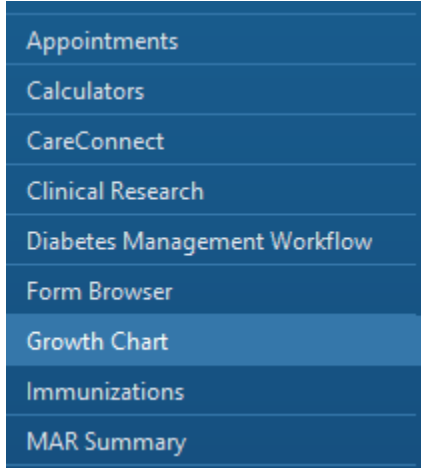 Appointments
Calculators
CareConnect
Clinical Research
Diabetes Management Workflow
Form Browser
Growth Chart
Immunizations
MAR Summary